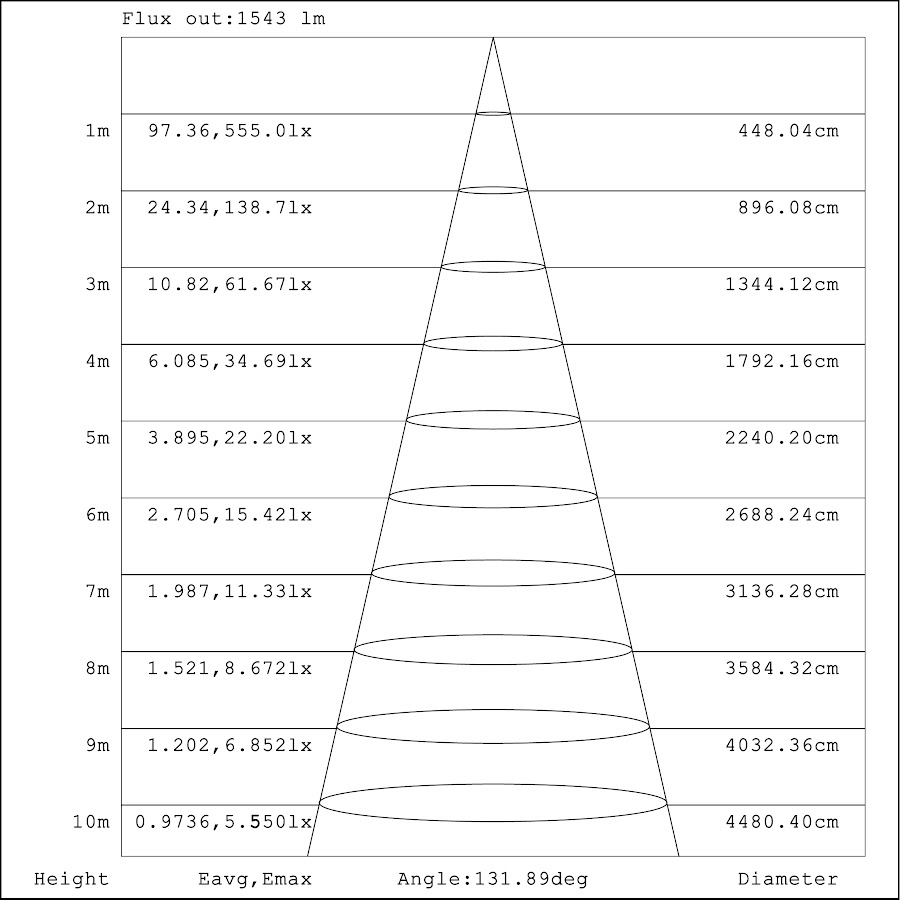 Flux out:1543 lm
1m 97.36,555.0lx 448.04cm
2m 24.34,138.7lx 896.08cm
3m 10.82,61.67lx 1344.12cm
4m 6.085,34.69lx 1792.16cm
5m 3.895,22.20lx 2240.20cm
6m 2.705,15.42lx 2688.24cm
7m 1.987,11.33lx 3136.28cm
8m 1.521,8.672lx 3584.32cm
9m 1.202,6.852lx 4032.36cm
10m 0.9736,5.550lx 4480.40cm
Height Eavg,Emax Angle:131.89deg Diameter